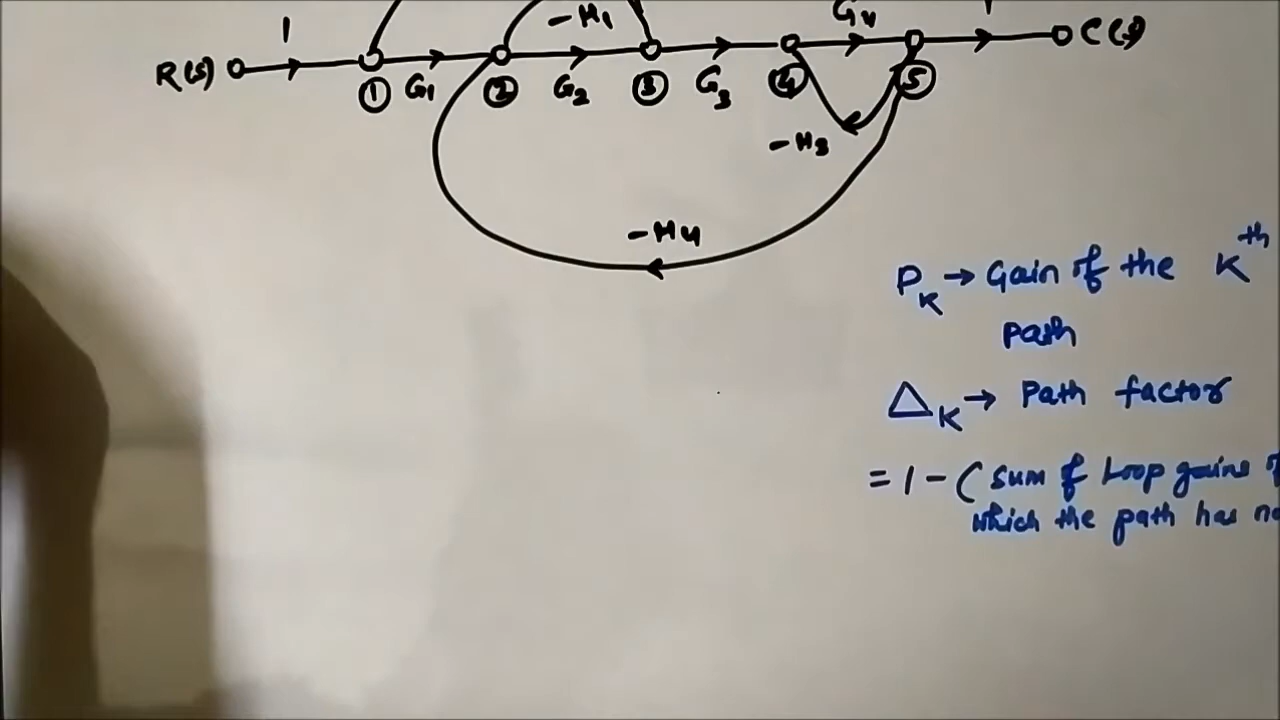 1
-H1
G4
1
R(s)
C(s)
① G1 ② G2 ③ G3 ④ ⑤
-H3
-H4
PK → Gain of the Kth
path
ΔK → Path factor
= 1 - ( sum of loop gains of
which the path has no